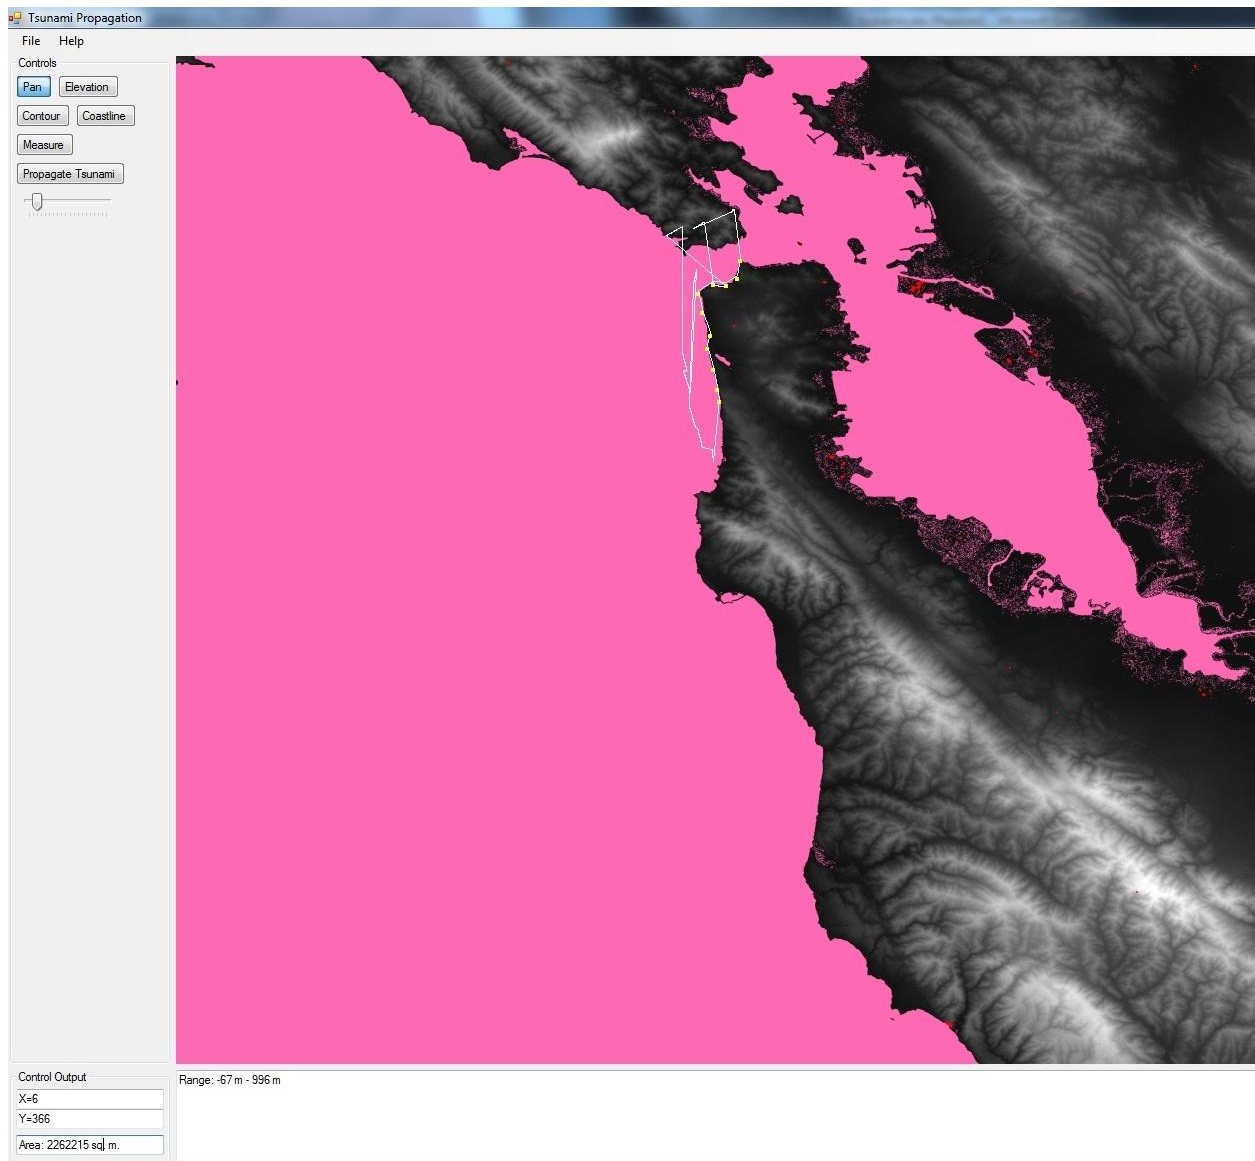 Tsunami Propagation
File Help
Controls
Pan Elevation
Contour Coastline
Measure
Propagate Tsunami
Control Output
X=6
Y=366
Area: 2262215 sq. m.
Range: -67 m - 996 m